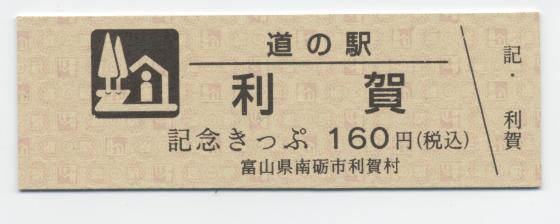 道の駅
利賀
記念きっぷ 160円(税込)
富山県南砺市利賀村
記・利賀